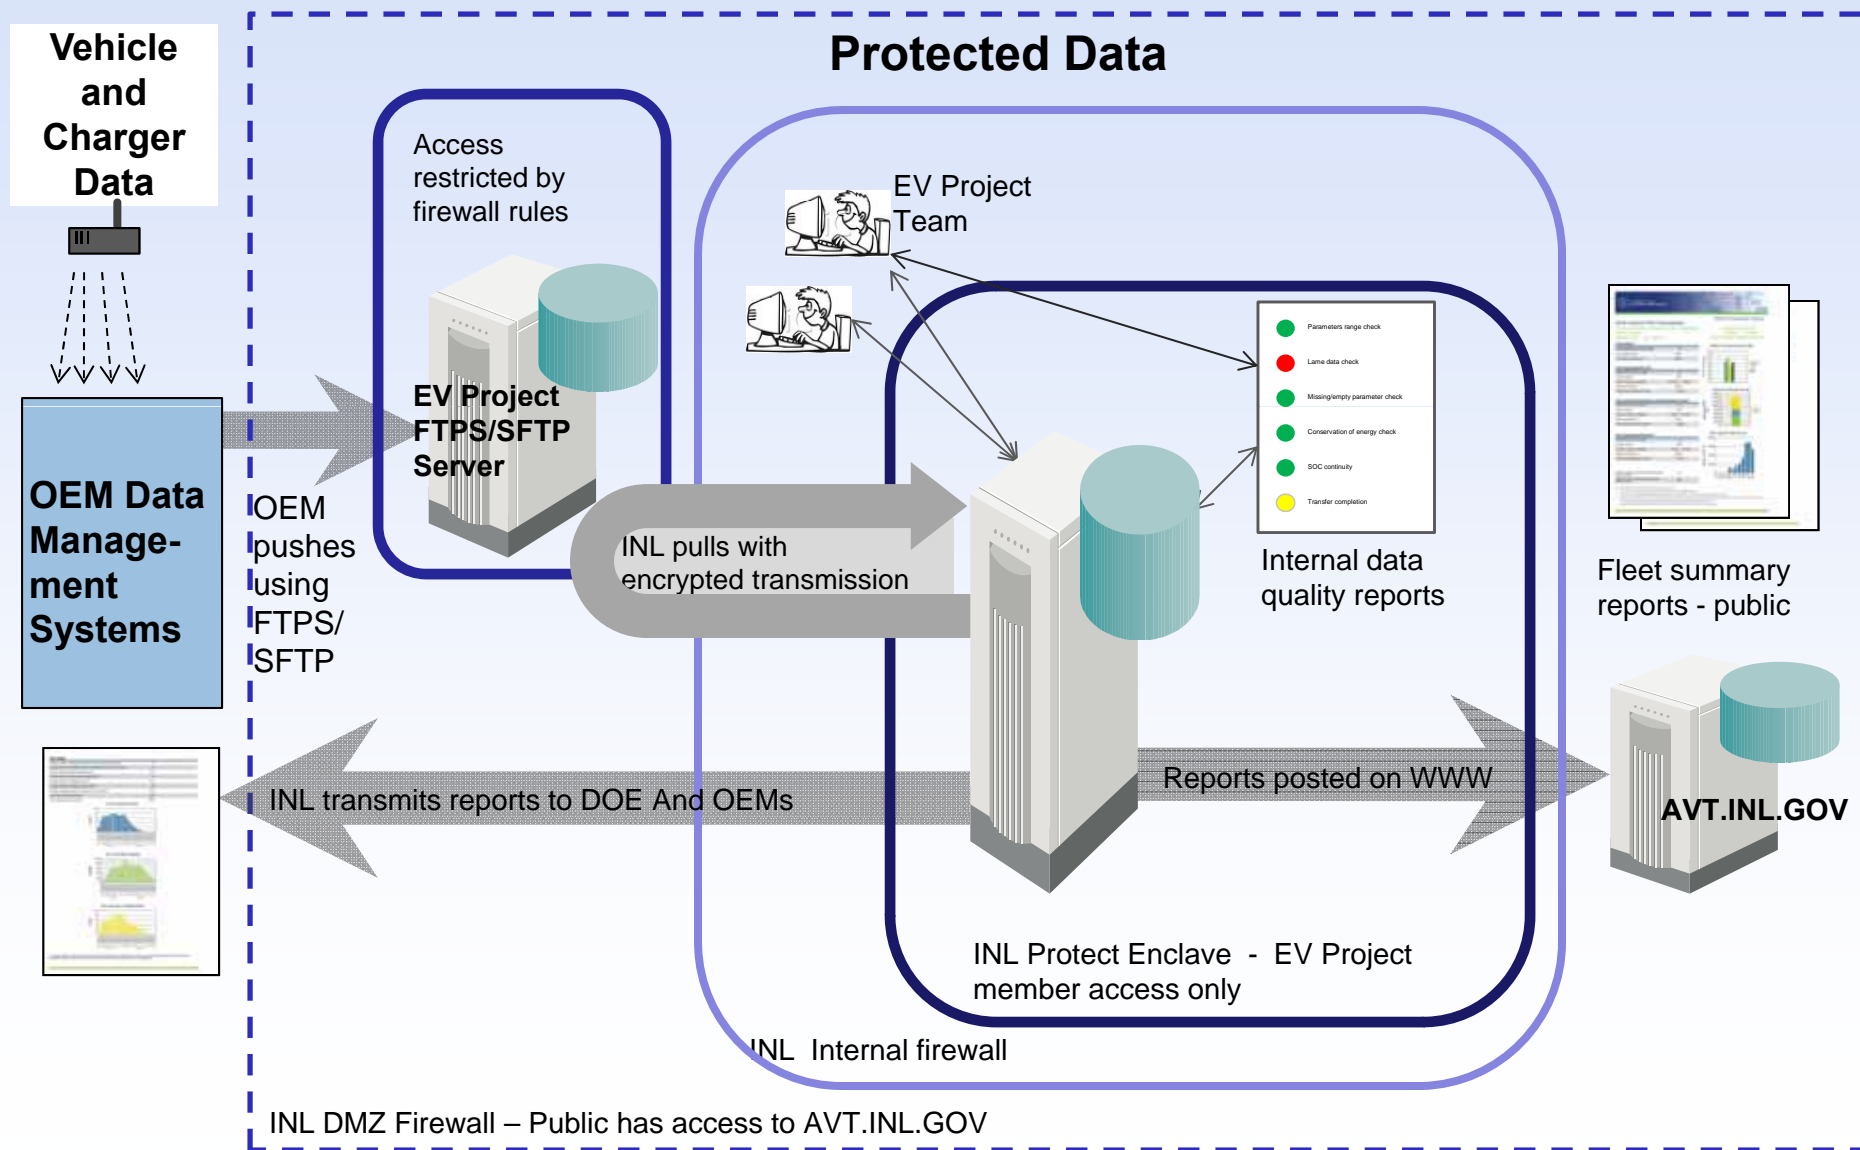 Protected Data
Vehicle
and
Charger
Data
Access
restricted by
firewall rules
EV Project
Team
Parameters range check
Lame data check
Missing/empty parameter check
Conservation of energy check
SOC continuity
Transfer completion
EV Project
FTPS/SFTP
Server
OEM Data
Manage-
ment
Systems
OEM
pushes
using
FTPS/
SFTP
INL pulls with
encrypted transmission
Internal data
quality reports
Fleet summary
reports - public
INL transmits reports to DOE And OEMs
Reports posted on WWW
AVT.INL.GOV
INL Protect Enclave - EV Project
member access only
INL Internal firewall
INL DMZ Firewall – Public has access to AVT.INL.GOV